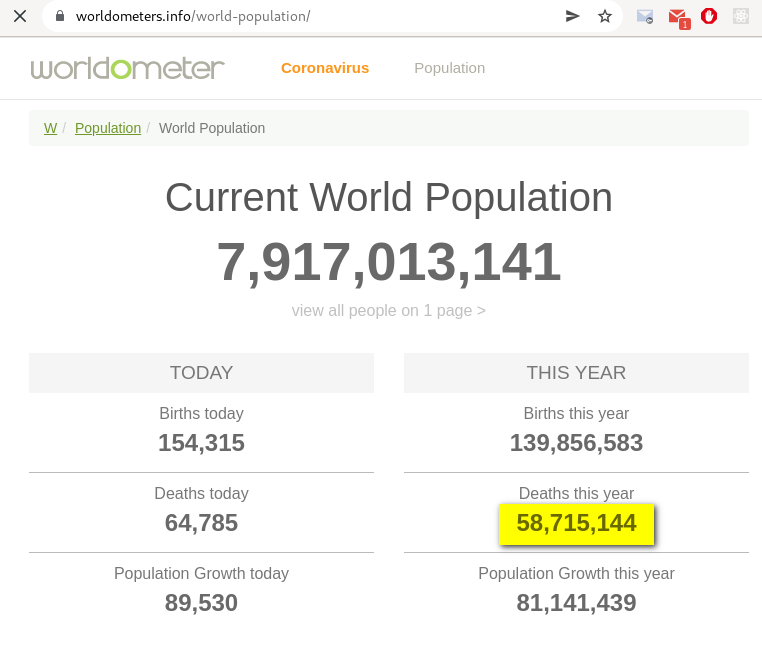 worldometers.info/world-population/
1
worldometer
Coronavirus
Population
W / Population / World Population
Current World Population
7,917,013,141
view all people on 1 page >
TODAY
Births today
154,315
Deaths today
64,785
Population Growth today
89,530
THIS YEAR
Births this year
139,856,583
Deaths this year
58,715,144
Population Growth this year
81,141,439